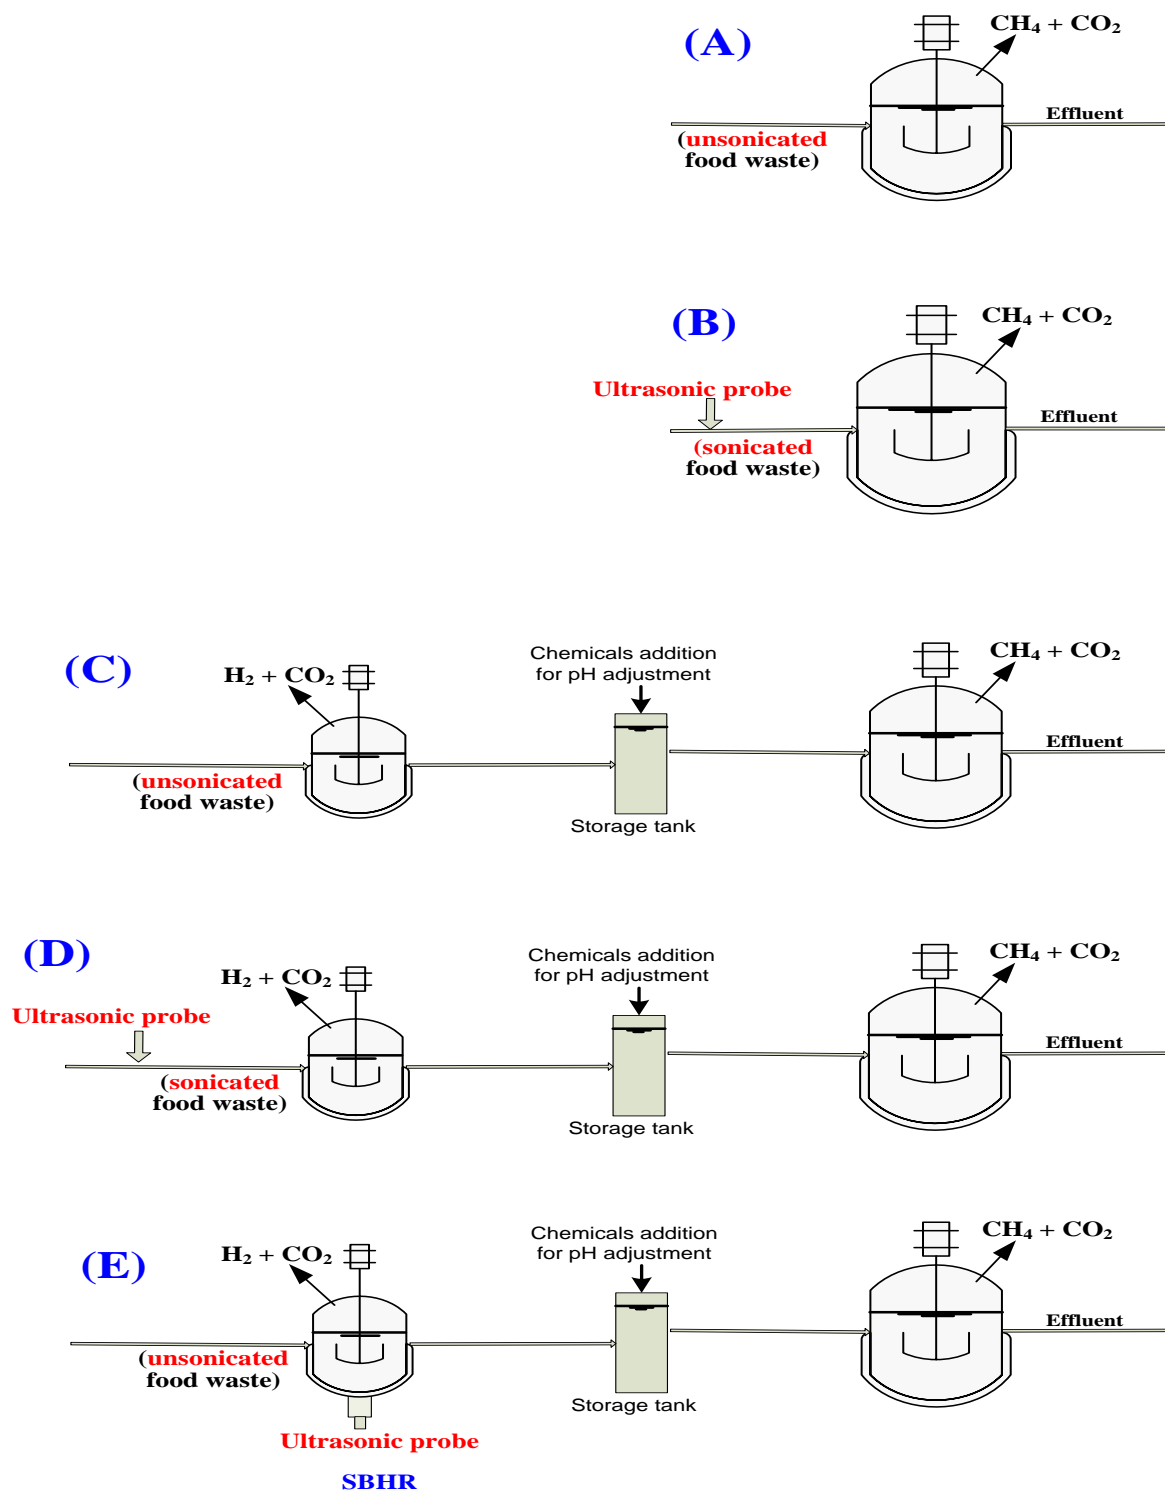 (A)
CH₄ + CO₂
Effluent
(unsonicated
food waste)
(B)
CH₄ + CO₂
Ultrasonic probe
Effluent
(sonicated
food waste)
(C)
H₂ + CO₂
Chemicals addition
for pH adjustment
CH₄ + CO₂
Effluent
(unsonicated
food waste)
Storage tank
(D)
H₂ + CO₂
Chemicals addition
for pH adjustment
CH₄ + CO₂
Ultrasonic probe
Effluent
(sonicated
food waste)
Storage tank
(E)
H₂ + CO₂
Chemicals addition
for pH adjustment
CH₄ + CO₂
Effluent
(unsonicated
food waste)
Storage tank
Ultrasonic probe
SBHR